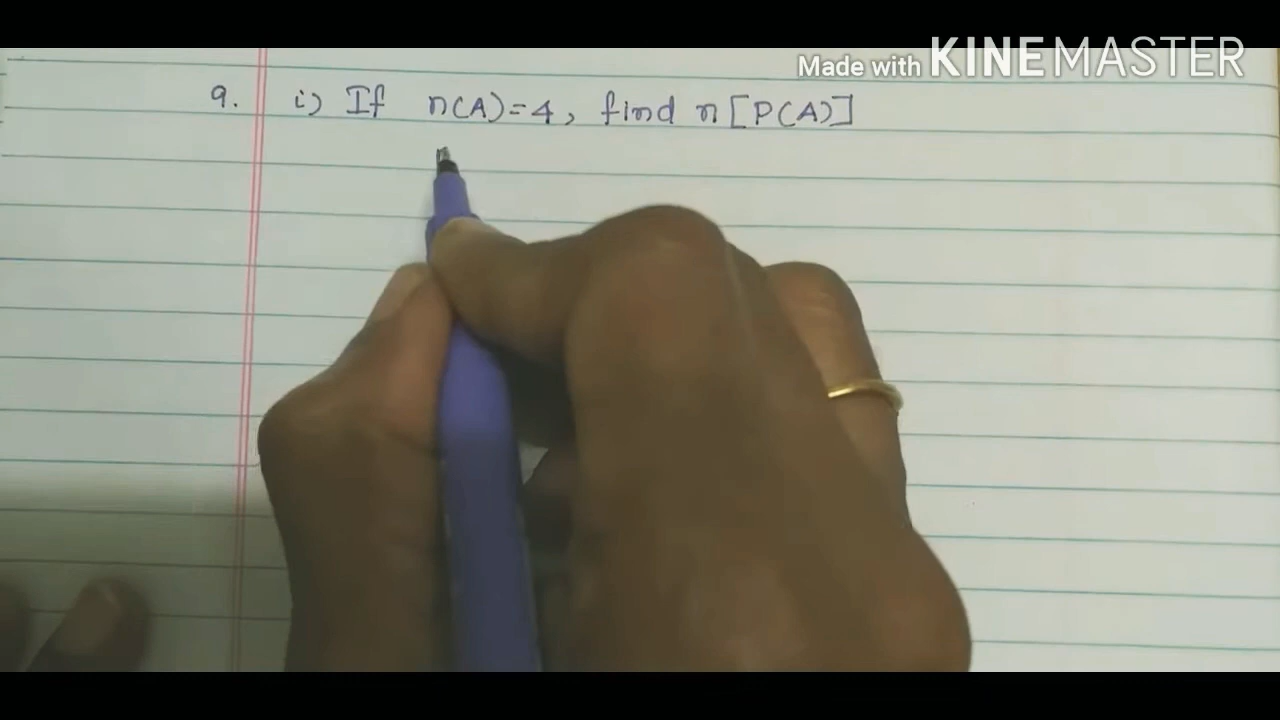 Made with KINEMASTER
9. i) If n(A)=4, find n[P(A)]